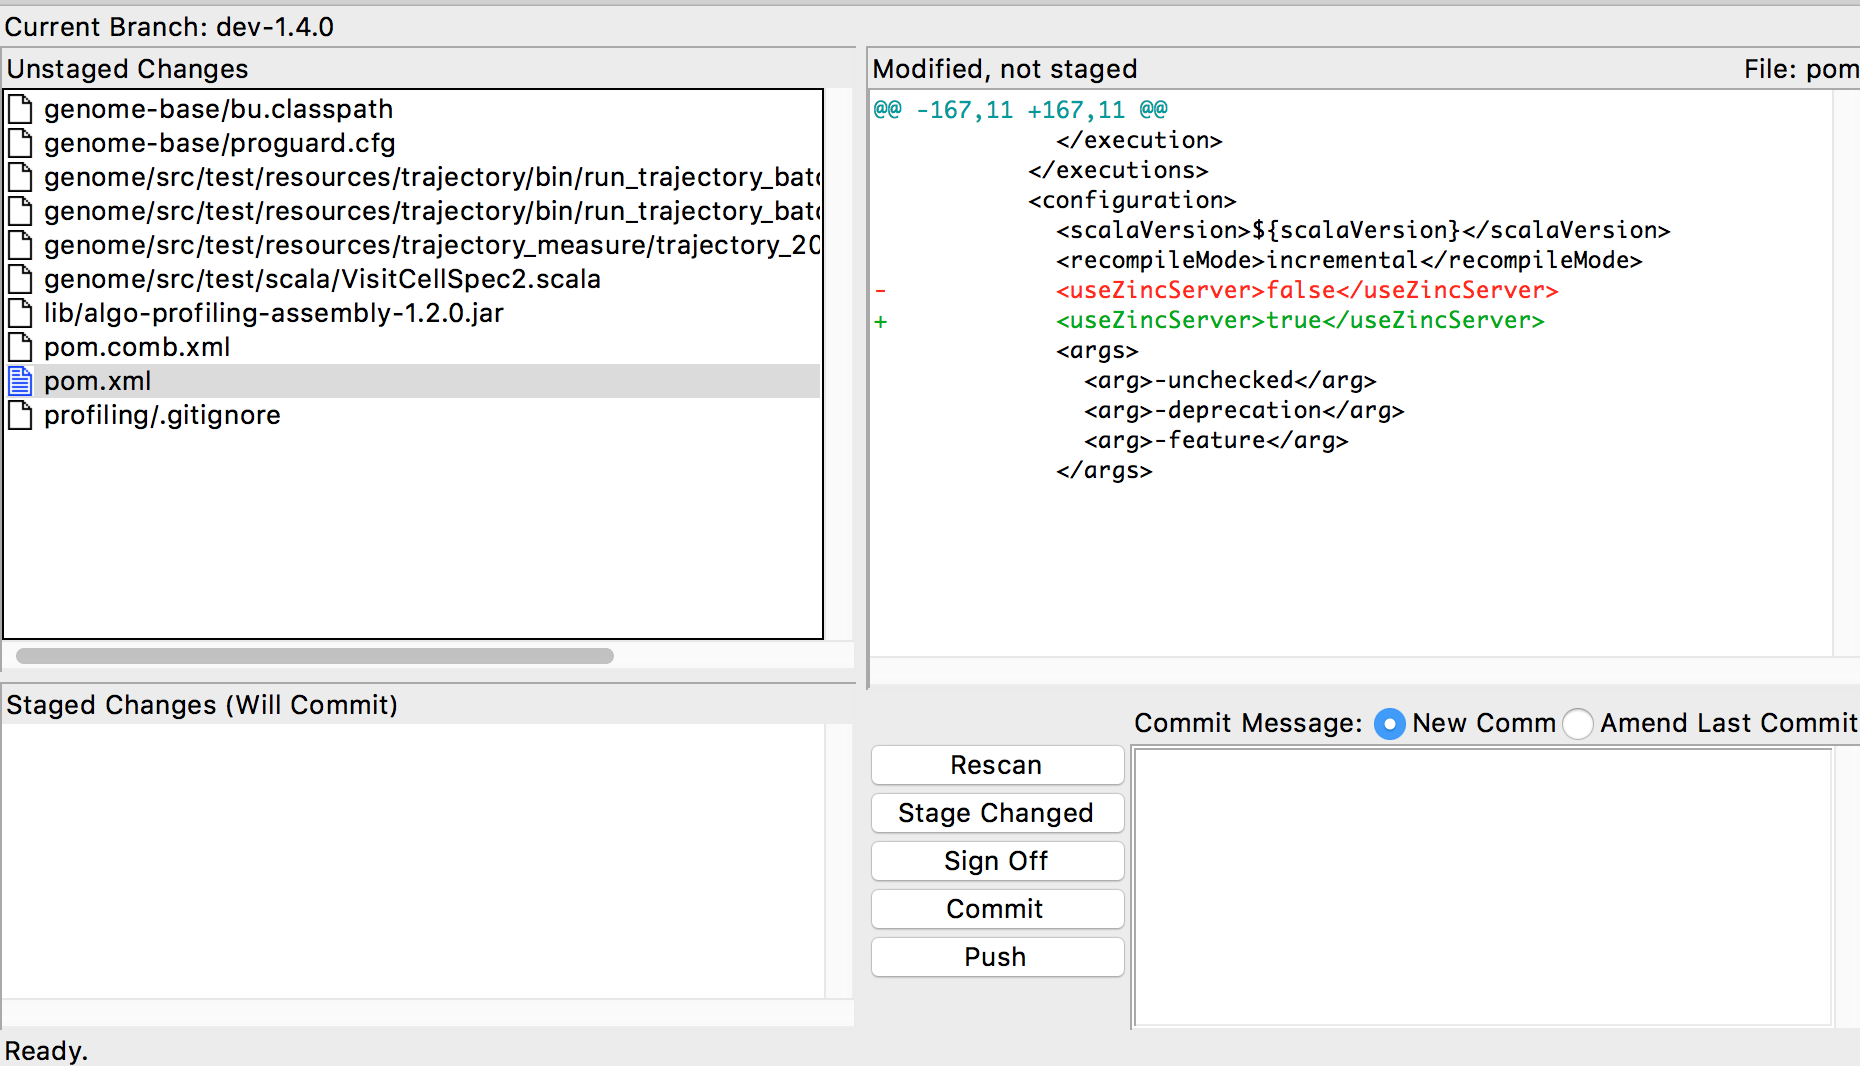 Current Branch: dev-1.4.0
Unstaged Changes
genome-base/bu.classpath
genome-base/proguard.cfg
genome/src/test/resources/trajectory/bin/run_trajectory_batc
genome/src/test/resources/trajectory/bin/run_trajectory_batc
genome/src/test/resources/trajectory_measure/trajectory_20
genome/src/test/scala/VisitCellSpec2.scala
lib/algo-profiling-assembly-1.2.0.jar
pom.comb.xml
pom.xml
profiling/.gitignore
Staged Changes (Will Commit)
Modified, not staged File: pom
@@ -167,11 +167,11 @@
</execution>
</executions>
<configuration>
<scalaVersion>${scalaVersion}</scalaVersion>
<recompileMode>incremental</recompileMode>
- <useZincServer>false</useZincServer>
+ <useZincServer>true</useZincServer>
<args>
<arg>-unchecked</arg>
<arg>-deprecation</arg>
<arg>-feature</arg>
</args>
Commit Message: New Comm Amend Last Commit
Rescan
Stage Changed
Sign Off
Commit
Push
Ready.